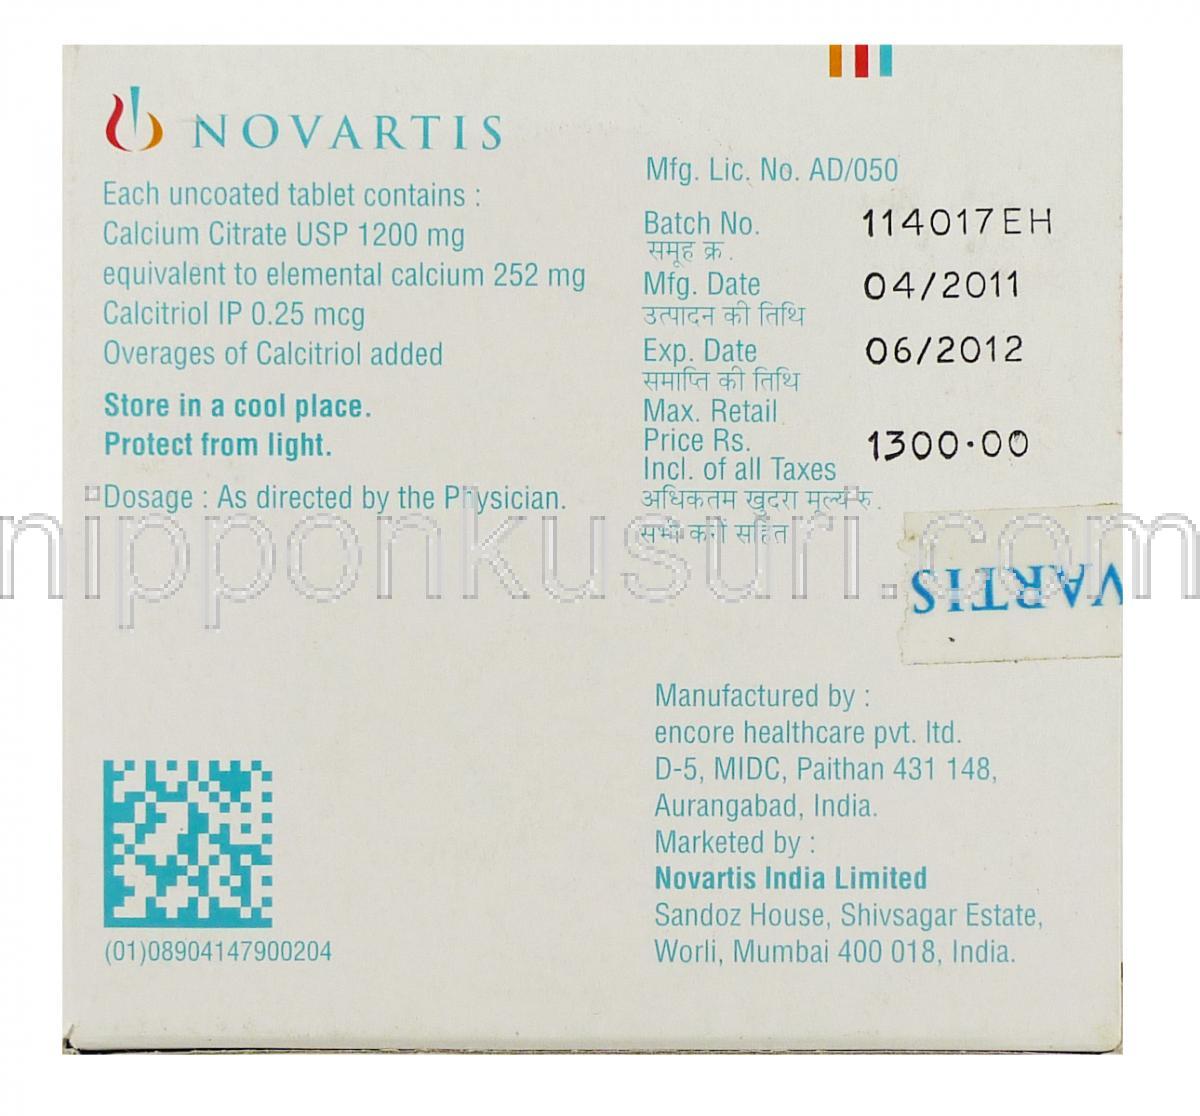 NOVARTIS
Each uncoated tablet contains :
Calcium Citrate USP 1200 mg
equivalent to elemental calcium 252 mg
Calcitriol IP 0.25 mcg
Overages of Calcitriol added
Store in a cool place.
Protect from light.
Dosage : As directed by the Physician.
Mfg. Lic. No. AD/050
Batch No. 114017EH
समूह क्र.
Mfg. Date 04/2011
उत्पादन की तिथि
Exp. Date 06/2012
समाप्ति की तिथि
Max. Retail
Price Rs. 1300.00
Incl. of all Taxes
अधिकतम खुदरा मूल्य रु.
सभी करों सहित
nipponkusuri.com
VARTIS
Manufactured by :
encore healthcare pvt. ltd.
D-5, MIDC, Paithan 431 148,
Aurangabad, India.
Marketed by :
Novartis India Limited
Sandoz House, Shivsagar Estate,
Worli, Mumbai 400 018, India.
(01)08904147900204